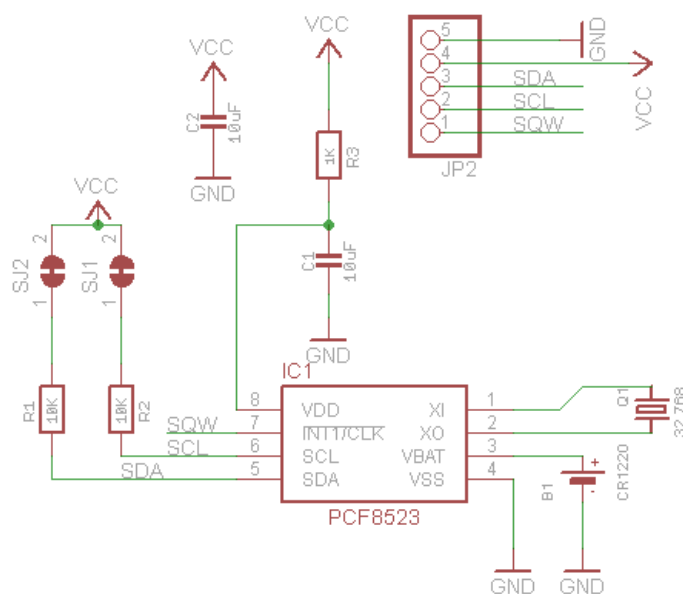 VCC
C2
10uF
GND
VCC
1K
R3
C1
10uF
GND
5
4
3
2
1
SDA
SCL
SQW
GND
VCC
JP2
VCC
2
2
SJ2
SJ1
1
1
R1
10K
10K
R2
SQW
SCL
SDA
IC1
8 VDD XI 1
7 INT1/CLK XO 2
6 SCL VBAT 3
5 SDA VSS 4
PCF8523
Q1
32.768
B1
+
-
CR1220
GND
GND